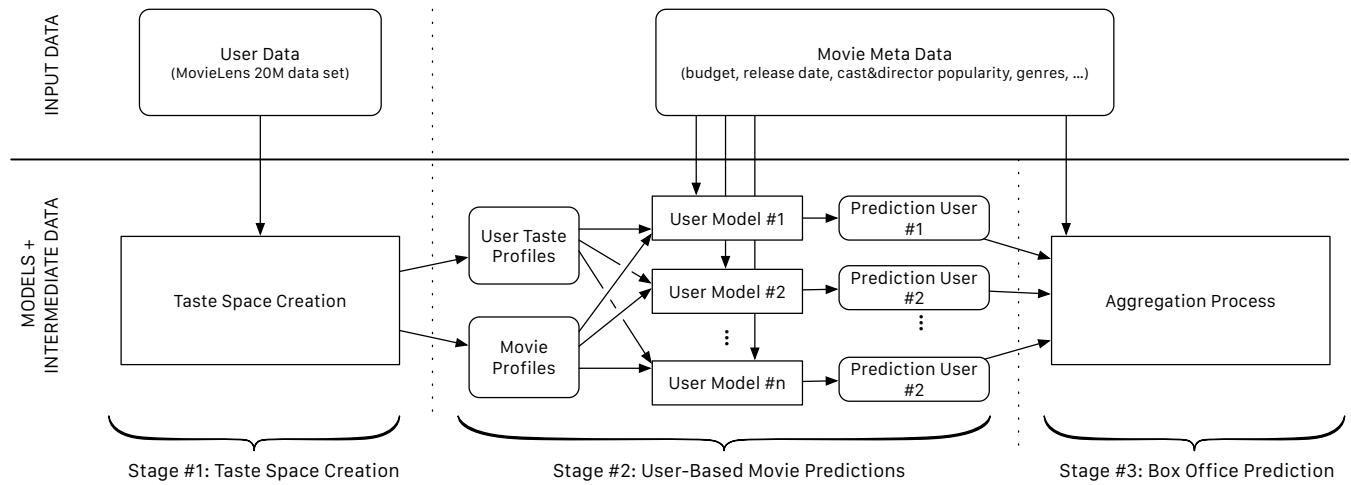 INPUT DATA
User Data
(MovieLens 20M data set)
Movie Meta Data
(budget, release date, cast&director popularity, genres, ...)
MODELS +
INTERMEDIATE DATA
Taste Space Creation
User Taste
Profiles
Movie
Profiles
User Model #1
User Model #2
...
User Model #n
Prediction User
#1
Prediction User
#2
...
Prediction User
#2
Aggregation Process
Stage #1: Taste Space Creation
Stage #2: User-Based Movie Predictions
Stage #3: Box Office Prediction